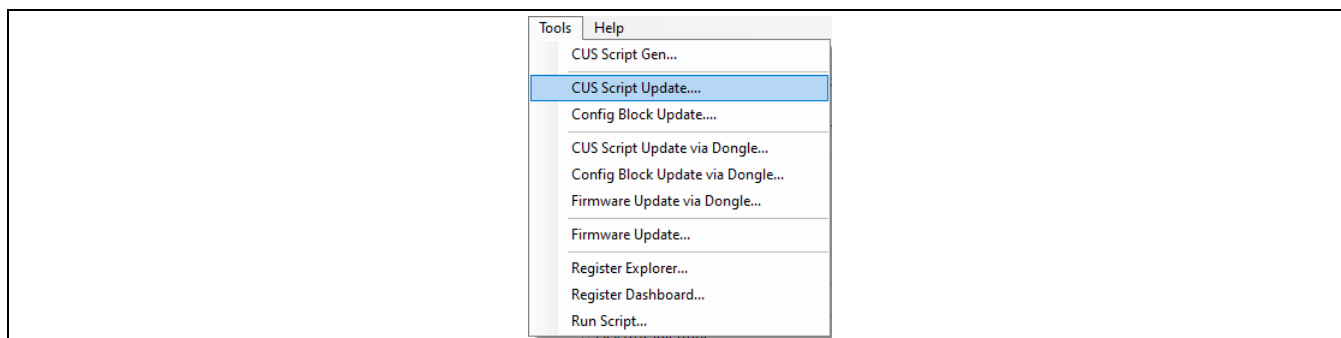 Tools Help
CUS Script Gen...
CUS Script Update....
Config Block Update....
CUS Script Update via Dongle...
Config Block Update via Dongle...
Firmware Update via Dongle...
Firmware Update...
Register Explorer...
Register Dashboard...
Run Script...